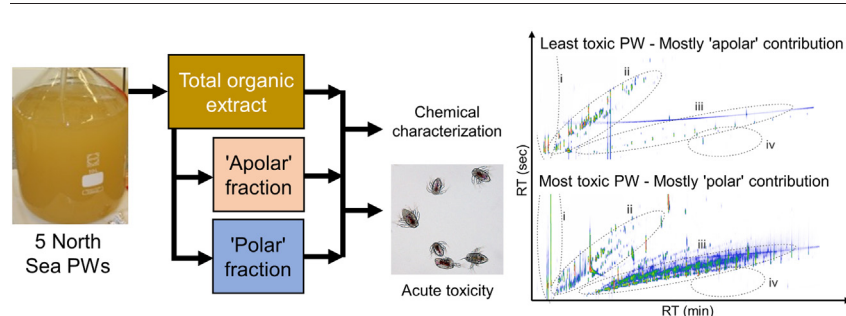 5 North
Sea PWs
Total organic
extract
'Apolar'
fraction
'Polar'
fraction
Chemical
characterization
Acute toxicity
RT (sec)
Least toxic PW - Mostly 'apolar' contribution
i
ii
iii
iv
Most toxic PW - Mostly 'polar' contribution
i
ii
iii
iv
RT (min)